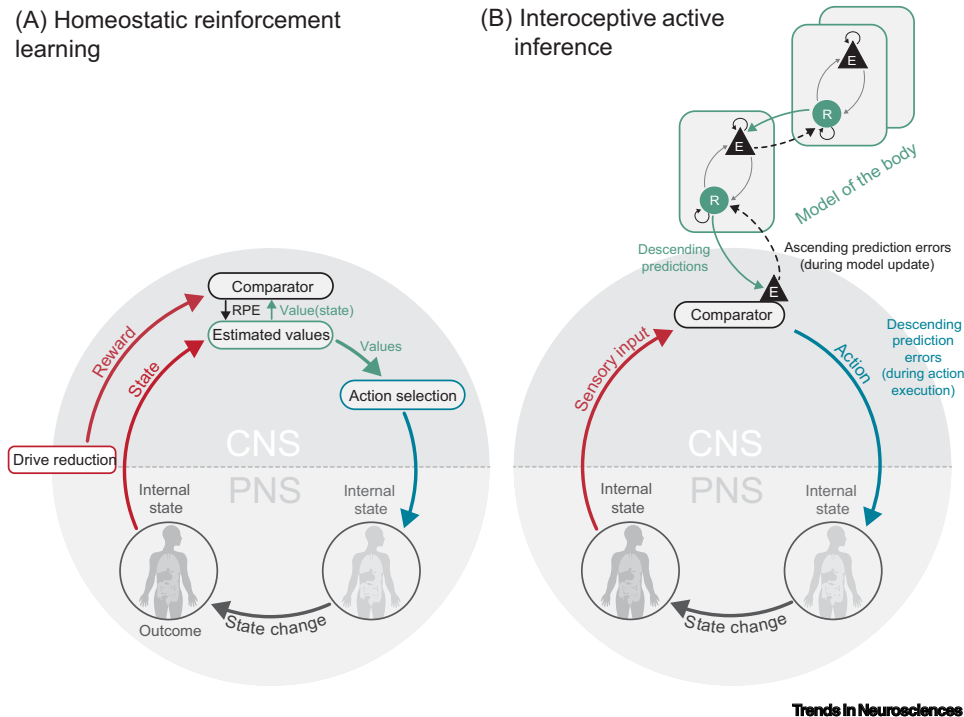 (A) Homeostatic reinforcement
learning
Comparator
RPE
Value(state)
Estimated values
Reward
State
Values
Action selection
Drive reduction
CNS
PNS
Internal
state
Internal
state
Outcome
State change
(B) Interoceptive active
inference
E
R
E
R
Model of the body
Descending
predictions
Ascending prediction errors
(during model update)
E
Comparator
Sensory input
Action
Descending
prediction
errors
(during action
execution)
CNS
PNS
Internal
state
Internal
state
State change
Trends in Neurosciences